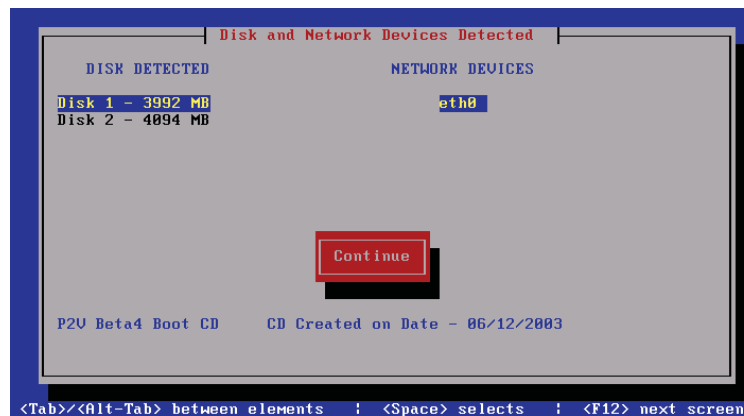 Disk and Network Devices Detected
DISK DETECTED NETWORK DEVICES
Disk 1 - 3992 MB eth0
Disk 2 - 4094 MB
Continue
P2V Beta4 Boot CD CD Created on Date - 06/12/2003
<Tab>/<Alt-Tab> between elements | <Space> selects | <F12> next screen